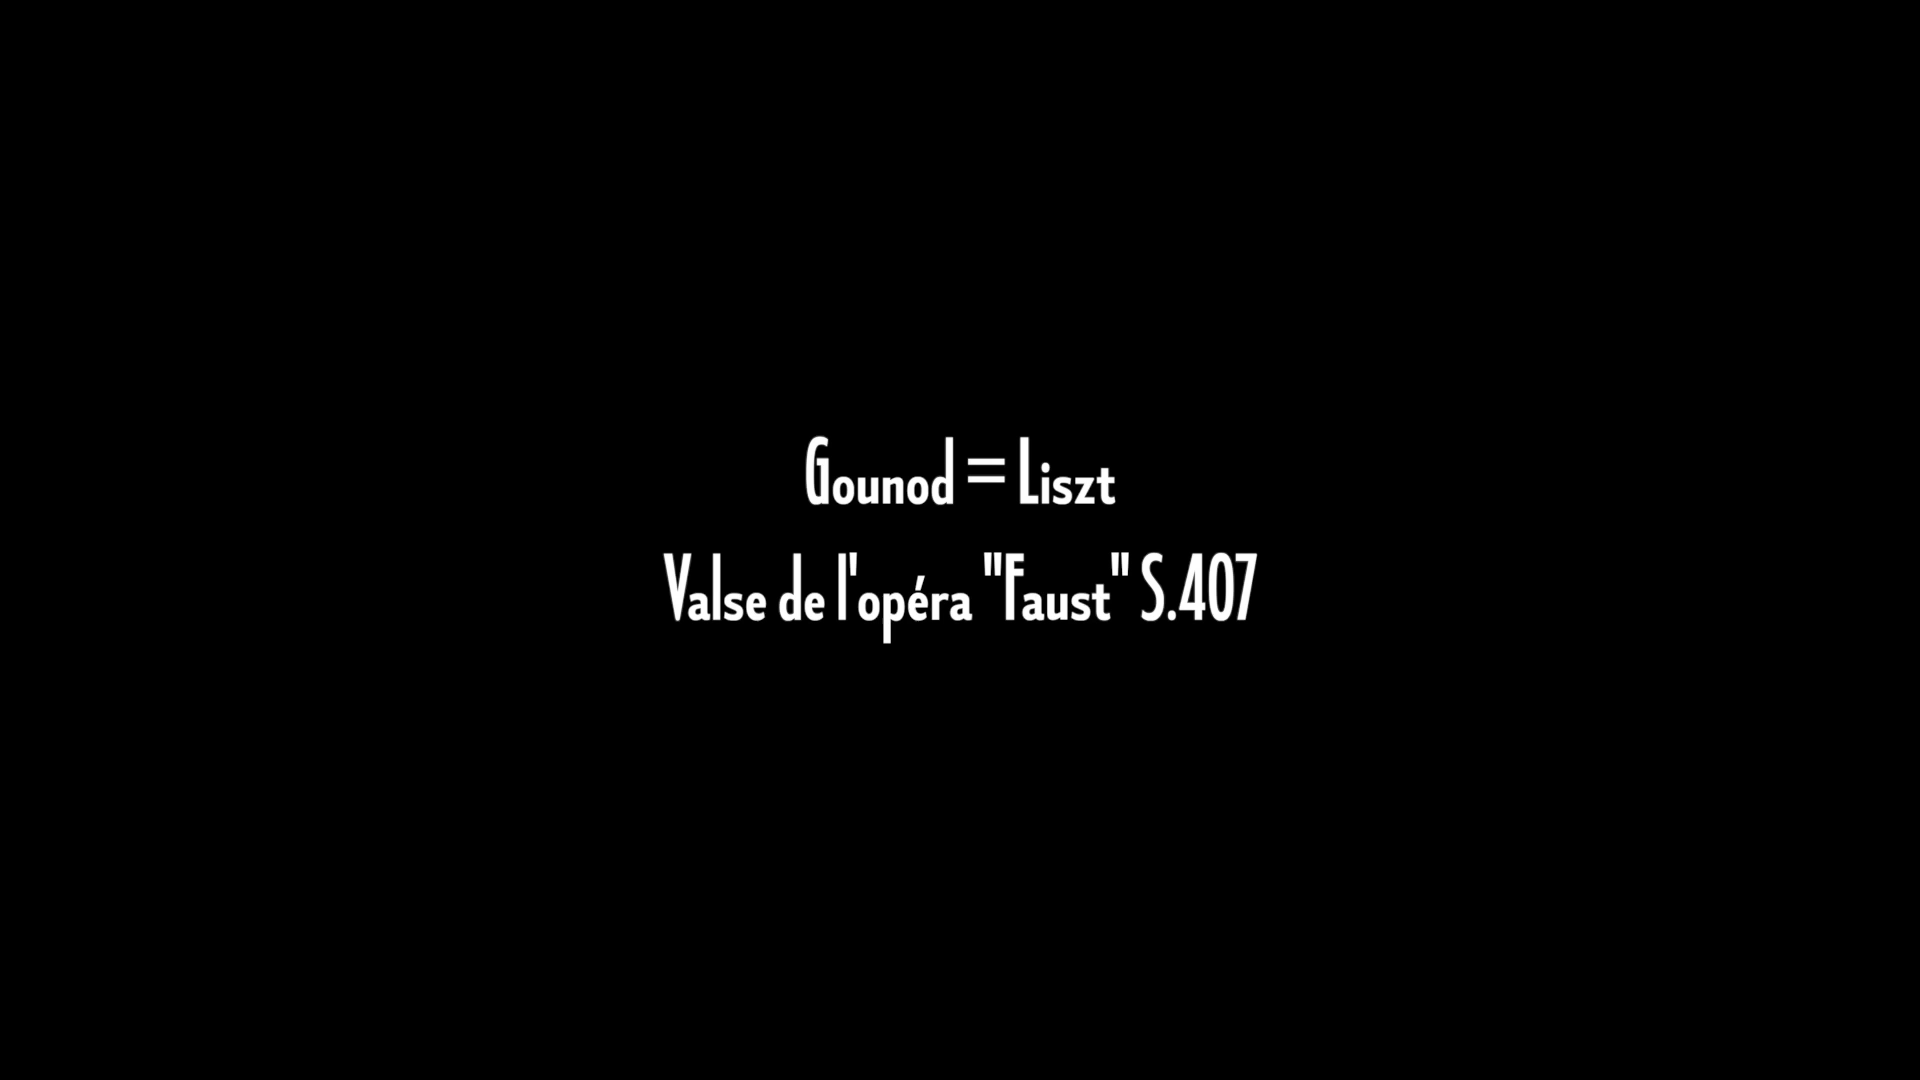 Gounod = Liszt
Valse de l'opéra "Faust" S.407